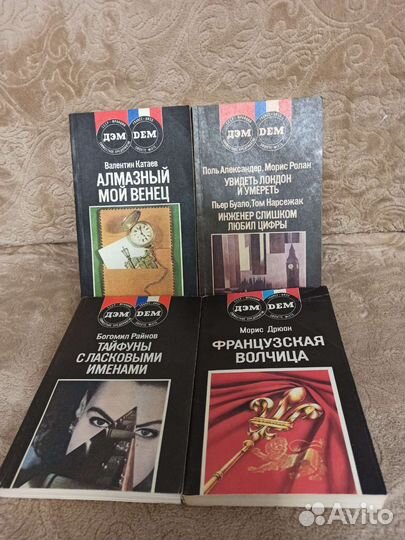 ДЭМ DEM
Валентин Катаев
АЛМАЗНЫЙ
МОЙ ВЕНЕЦ
ДЭМ DEM
Поль Александер, Морис Ролан
УВИДЕТЬ ЛОНДОН
И УМЕРЕТЬ
Пьер Буало, Том Нарсежак
ИНЖЕНЕР СЛИШКОМ
ЛЮБИЛ ЦИФРЫ
ДЭМ DEM
Богомил Райнов
ТАЙФУНЫ
С ЛАСКОВЫМИ
ИМЕНАМИ
ДЭМ DEM
Морис Дрюон
ФРАНЦУЗСКАЯ
ВОЛЧИЦА
Avito